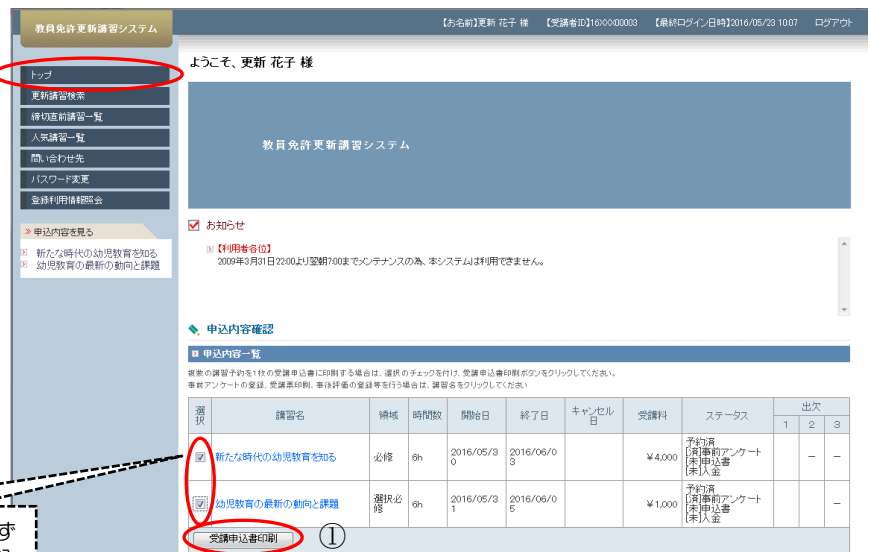 教員免許更新講習システム
【お名前】更新 花子 様 【受講者ID】16XXX00003 【最終ログイン日時】2016/05/23 10:07 ログアウト
トップ
更新講習検索
締切直前講習一覧
人気講習一覧
問い合わせ先
パスワード変更
登録利用情報照会
» 申込内容を見る
新たな時代の幼児教育を知る
幼児教育の最新の動向と課題
ようこそ、更新 花子 様
教員免許更新講習システム
お知らせ
【利用者各位】
2009年3月31日22:00より翌朝7:00までメンテナンスの為、本システムは利用できません。
申込内容確認
申込内容一覧
複数の講習予約を1枚の受講申込書に印刷する場合は、選択のチェックを付け、受講申込書印刷ボタンをクリックしてください。
事前アンケートの登録、受講票印刷、事後評価の登録等を行う場合は、講習名をクリックしてください
選択 講習名 領域 時間数 開始日 終了日 キャンセル日 受講料 ステータス 出欠
1 2 3
新たな時代の幼児教育を知る 必修 6h 2016/05/30 2016/06/03 ¥4,000 予約済 [済]事前アンケート [未]申込書 [未]入金 － －
幼児教育の最新の動向と課題 選択必修 6h 2016/05/31 2016/06/05 ¥1,000 予約済 [済]事前アンケート [未]申込書 [未]入金 －
受講申込書印刷 ①
ず